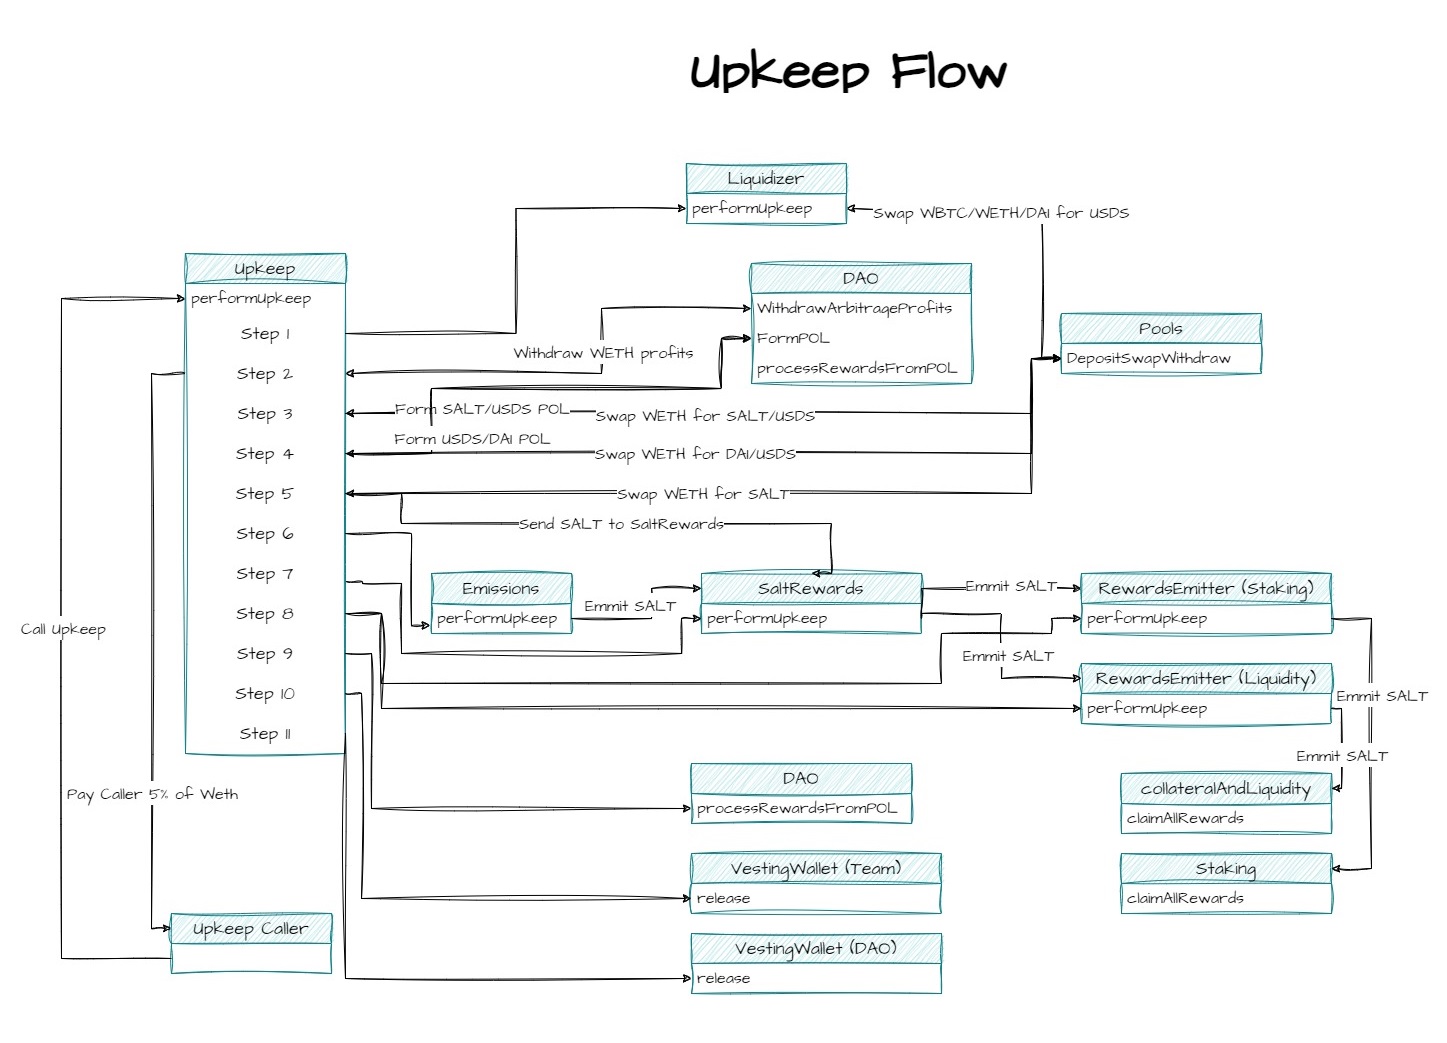 Upkeep Flow
Liquidizer
performUpkeep
Swap WBTC/WETH/DAI for USDS
Upkeep
performUpkeep
Step 1
Step 2
Step 3
Step 4
Step 5
Step 6
Step 7
Step 8
Step 9
Step 10
Step 11
DAO
WithdrawArbitrageProfits
FormPOL
processRewardsFromPOL
Withdraw WETH profits
Pools
DepositSwapWithdraw
Form SALT/USDS POL
Swap WETH for SALT/USDS
Form USDS/DAI POL
Swap WETH for DAI/USDS
Swap WETH for SALT
Send SALT to SaltRewards
Emissions
performUpkeep
Emmit SALT
SaltRewards
performUpkeep
Emmit SALT
Emmit SALT
RewardsEmitter (Staking)
performUpkeep
RewardsEmitter (Liquidity)
performUpkeep
Emmit SALT
Emmit SALT
Call Upkeep
Pay Caller 5% of Weth
DAO
processRewardsFromPOL
collateralAndLiquidity
claimAllRewards
VestingWallet (Team)
release
Staking
claimAllRewards
Upkeep Caller
VestingWallet (DAO)
release